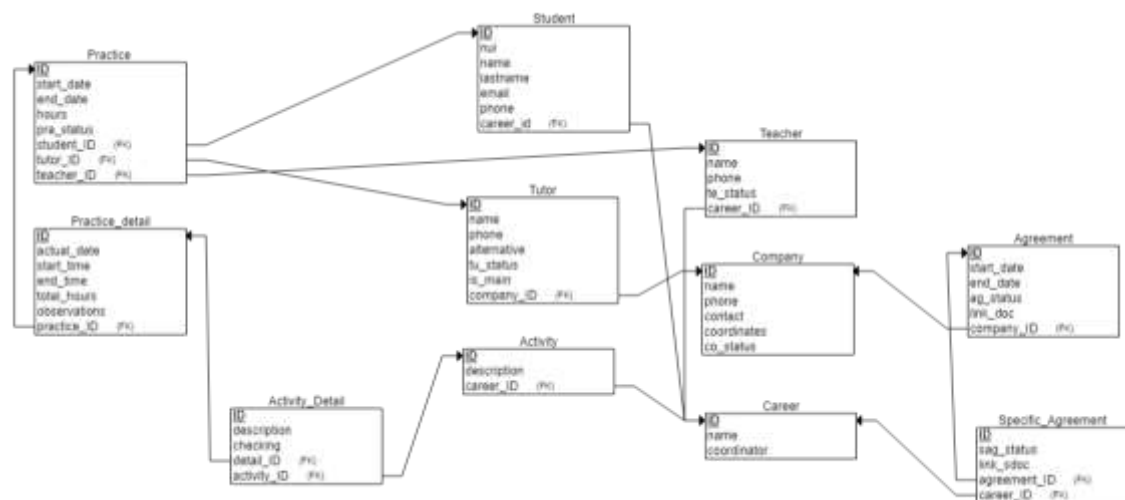 Student
ID
nui
name
lastname
email
phone
career_id (FK)
Practice
ID
start_date
end_date
hours
pra_status
student_ID (FK)
tutor_ID (FK)
teacher_ID (FK)
Teacher
ID
name
phone
te_status
career_ID (FK)
Tutor
ID
name
phone
alternative
tu_status
is_main
company_ID (FK)
Practice_detail
ID
actual_date
start_time
end_time
total_hours
observations
practice_ID (FK)
Company
ID
name
phone
contact
coordinates
co_status
Agreement
ID
start_date
end_date
ag_status
link_doc
company_ID (FK)
Activity
ID
description
career_ID (FK)
Activity_Detail
ID
description
checking
detail_ID (FK)
activity_ID (FK)
Career
ID
name
coordinator
Specific_Agreement
ID
sag_status
link_sdoc
agreement_ID (FK)
career_ID (FK)